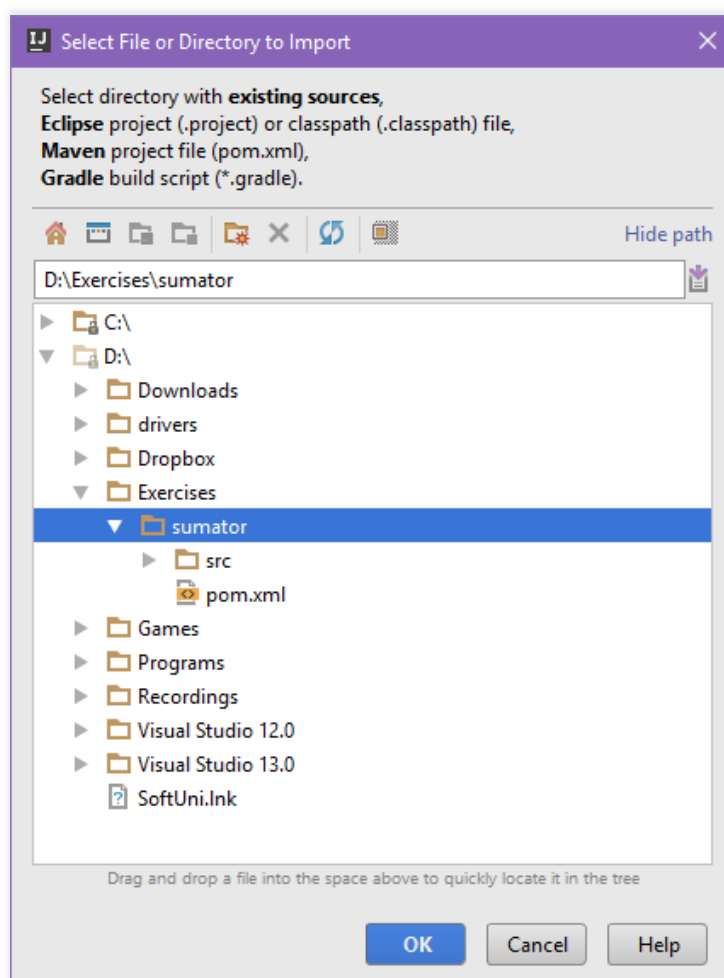 IJ Select File or Directory to Import
Select directory with existing sources,
Eclipse project (.project) or classpath (.classpath) file,
Maven project file (pom.xml),
Gradle build script (*.gradle).
Hide path
D:\Exercises\sumator
C:\
D:\
Downloads
drivers
Dropbox
Exercises
sumator
src
pom.xml
Games
Programs
Recordings
Visual Studio 12.0
Visual Studio 13.0
SoftUni.lnk
Drag and drop a file into the space above to quickly locate it in the tree
OK Cancel Help